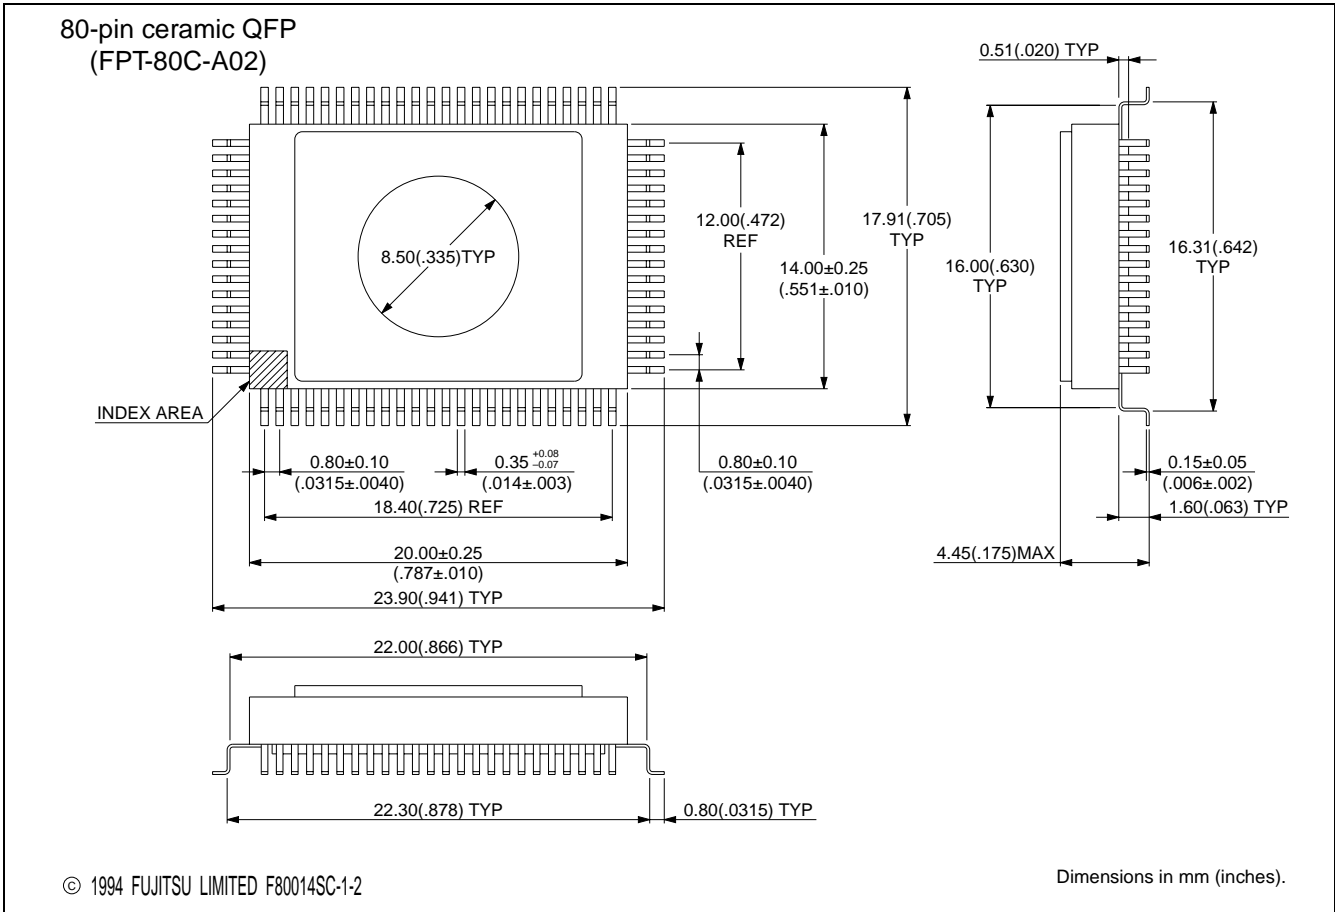 80-pin ceramic QFP
(FPT-80C-A02)
0.51(.020) TYP
8.50(.335)TYP
12.00(.472)
REF
14.00±0.25
(.551±.010)
17.91(.705)
TYP
16.00(.630)
TYP
16.31(.642)
TYP
INDEX AREA
0.80±0.10
(.0315±.0040)
0.35 +0.08
–0.07
(.014±.003)
0.80±0.10
(.0315±.0040)
0.15±0.05
(.006±.002)
18.40(.725) REF
1.60(.063) TYP
20.00±0.25
(.787±.010)
4.45(.175)MAX
23.90(.941) TYP
22.00(.866) TYP
22.30(.878) TYP
0.80(.0315) TYP
© 1994 FUJITSU LIMITED F80014SC-1-2
Dimensions in mm (inches).